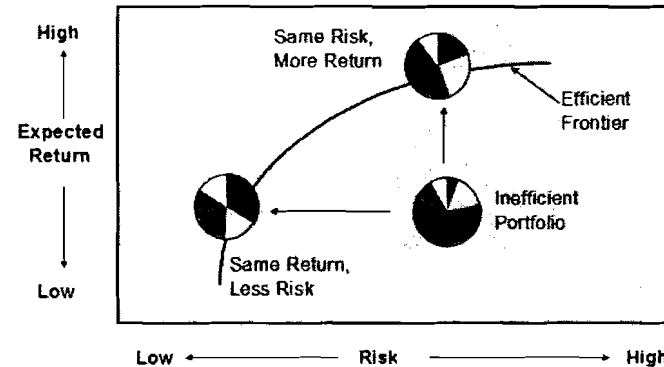 High
Expected
Return
Low
Same Risk,
More Return
Efficient
Frontier
Inefficient
Portfolio
Same Return,
Less Risk
Low
Risk
High